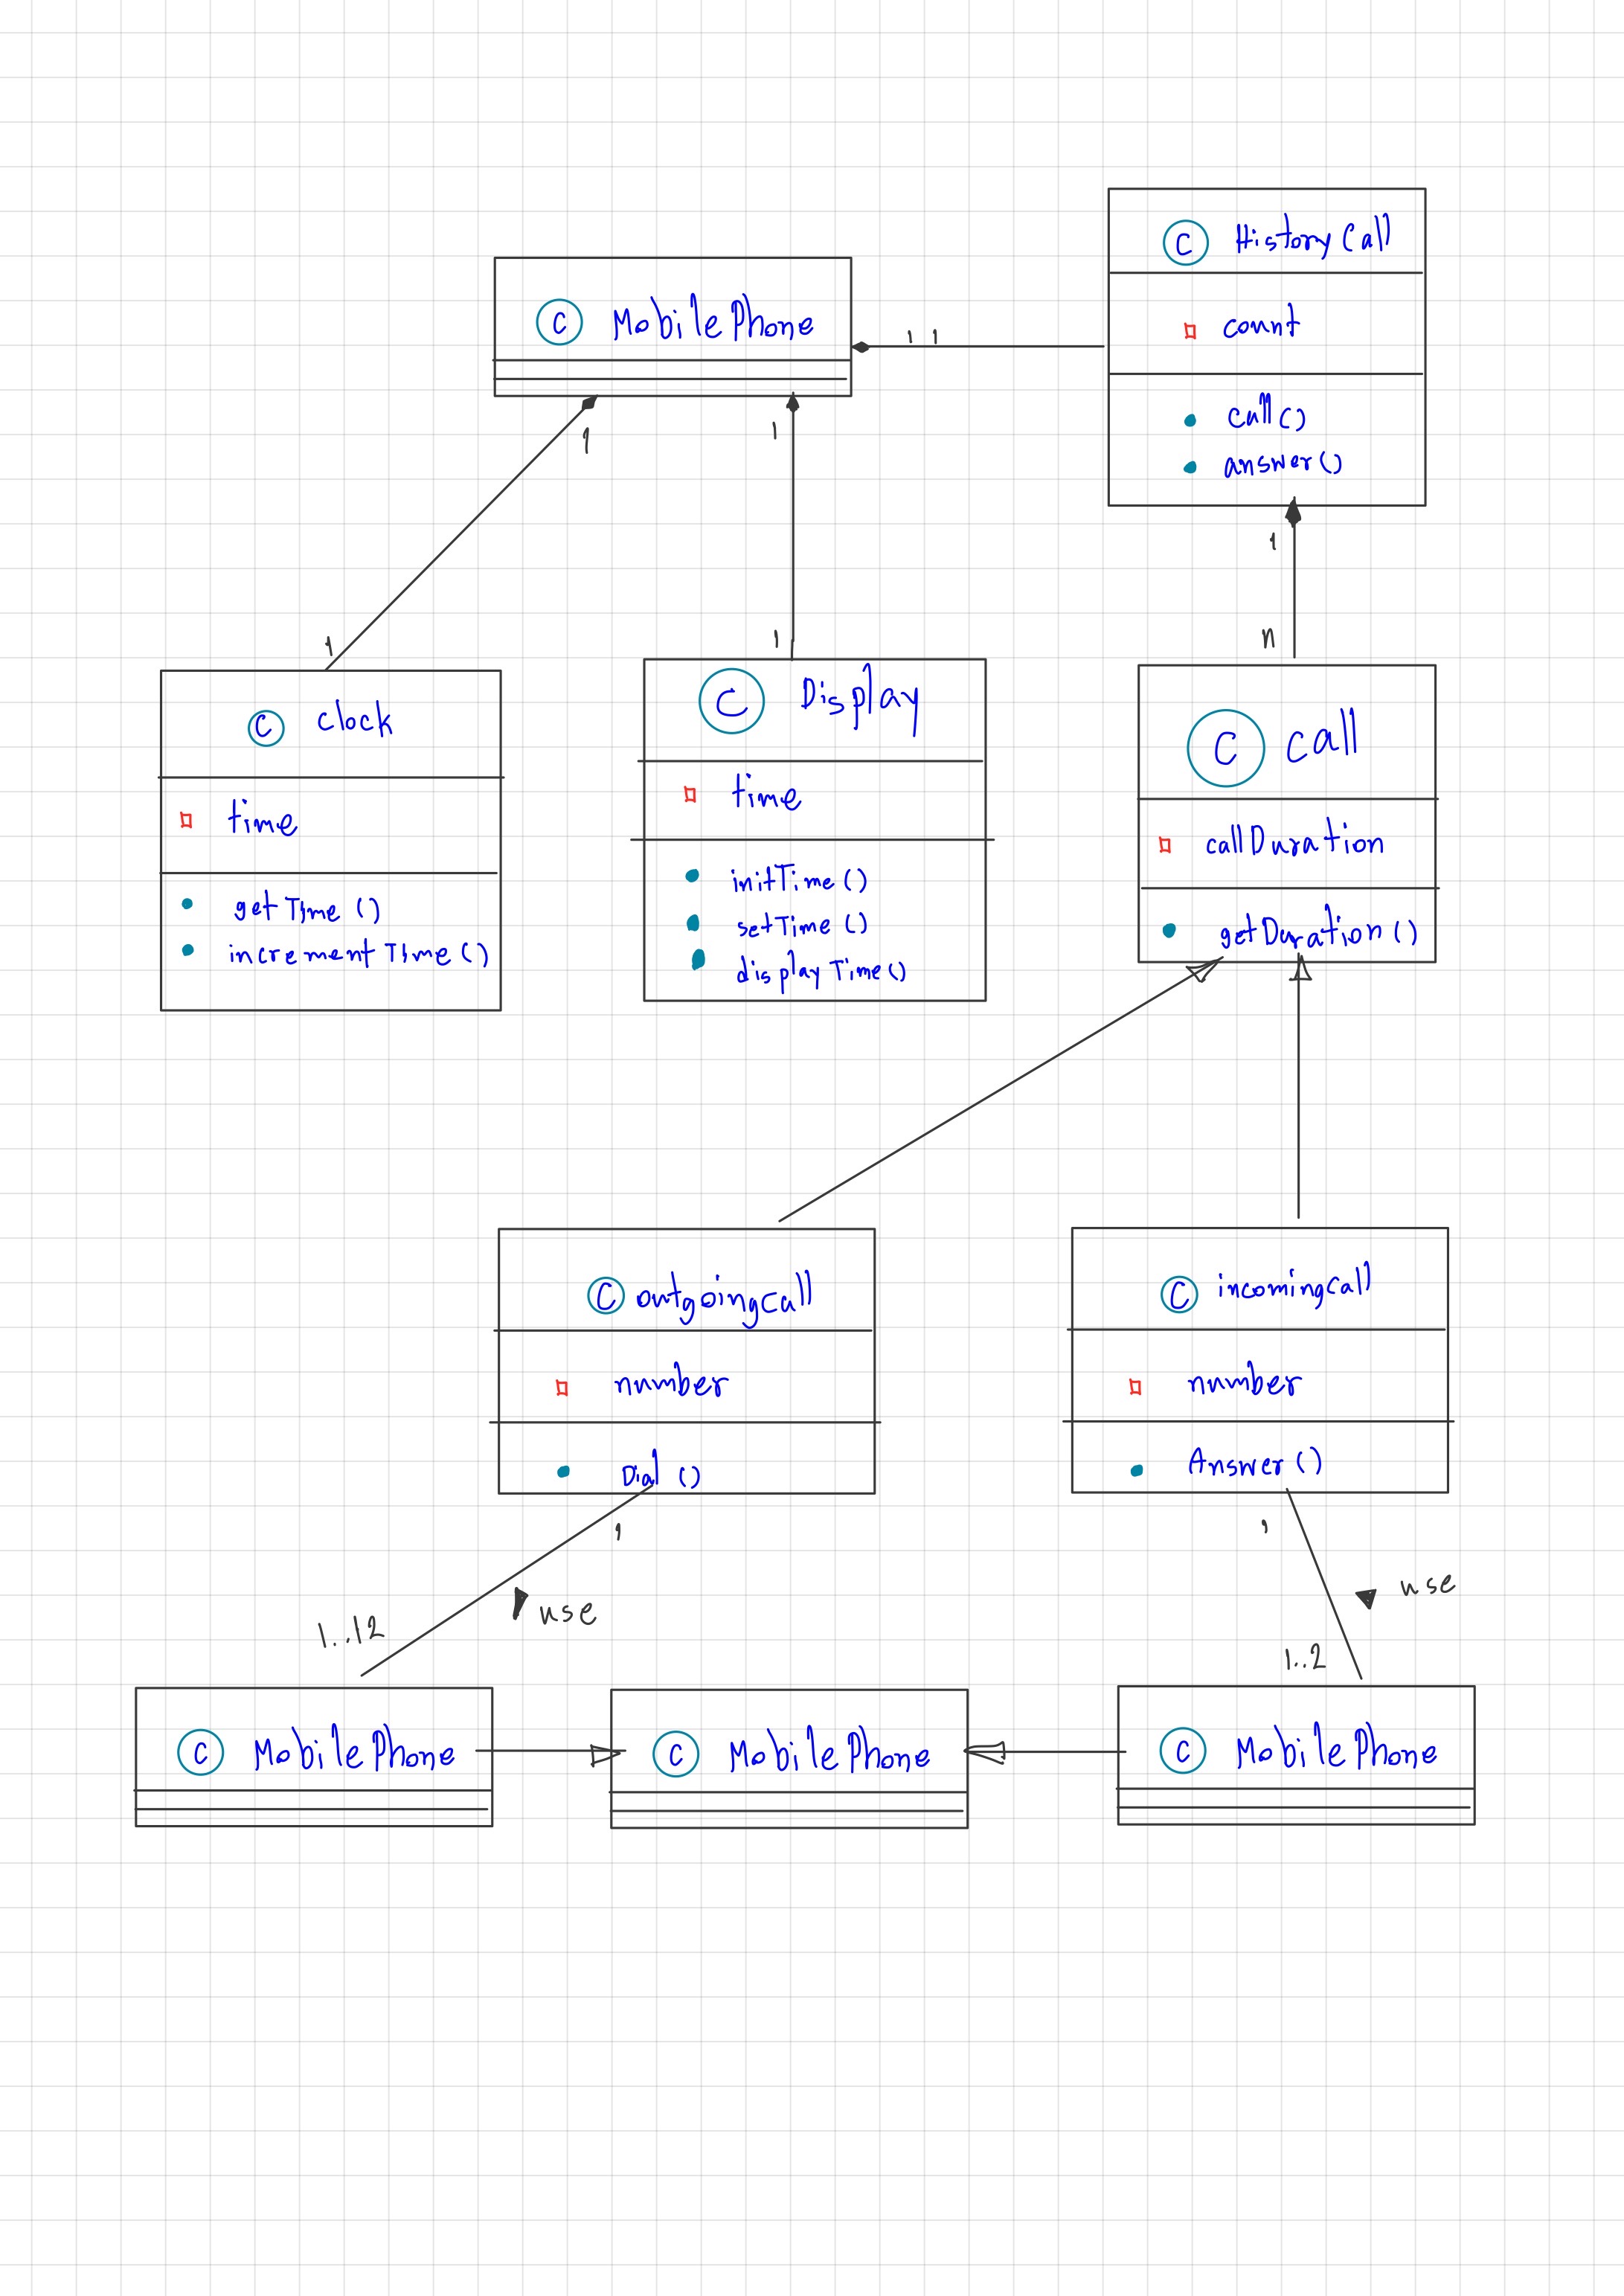 C HistoryCall
C MobilePhone
count
1 1
call()
answer()
1
1
1
1
1
n
C clock
C Display
C call
time
time
callDuration
getTime ()
incrementTime ()
initTime ()
setTime ()
displayTime()
getDuration ()
C outgoingcall
C incomingcall
number
number
Dial ()
Answer ()
1
1
use
use
1..12
1..2
C MobilePhone
C MobilePhone
C MobilePhone